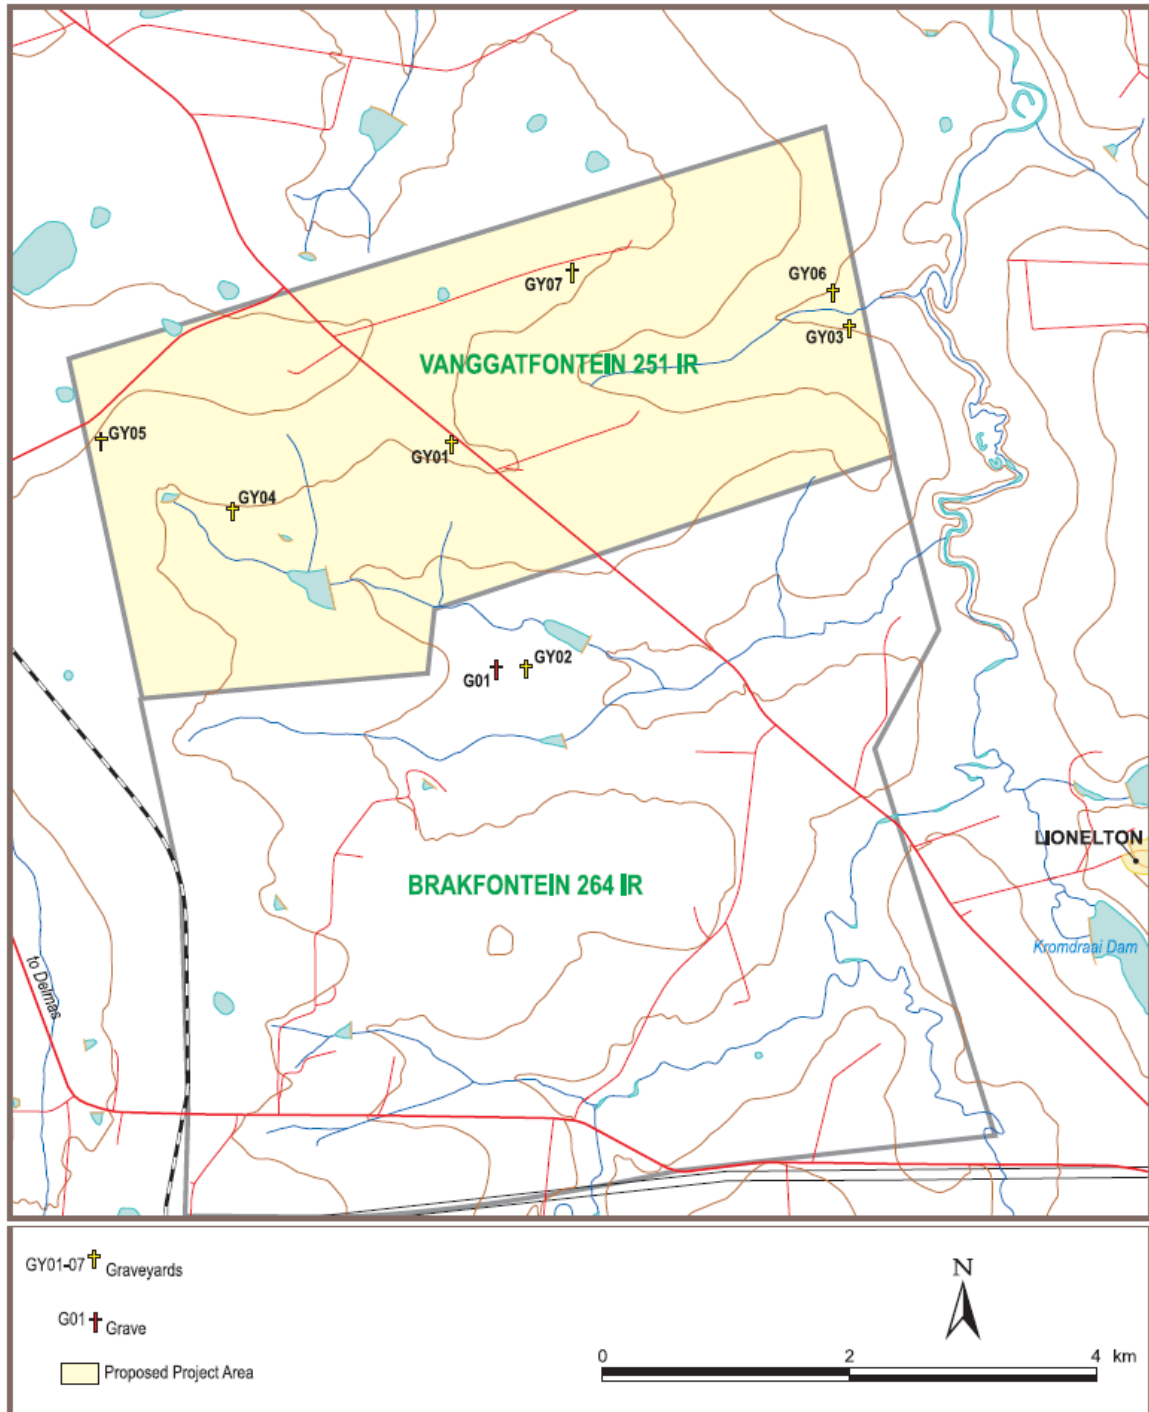 GY06
GY07
GY03
VANGGATFONTEIN 251 IR
GY05
GY01
GY04
GY02
G01
LIONELTON
BRAKFONTEIN 264 IR
Kromdraai Dam
to Delmas
GY01-07 Graveyards
G01 Grave
Proposed Project Area
N
0 2 4 km